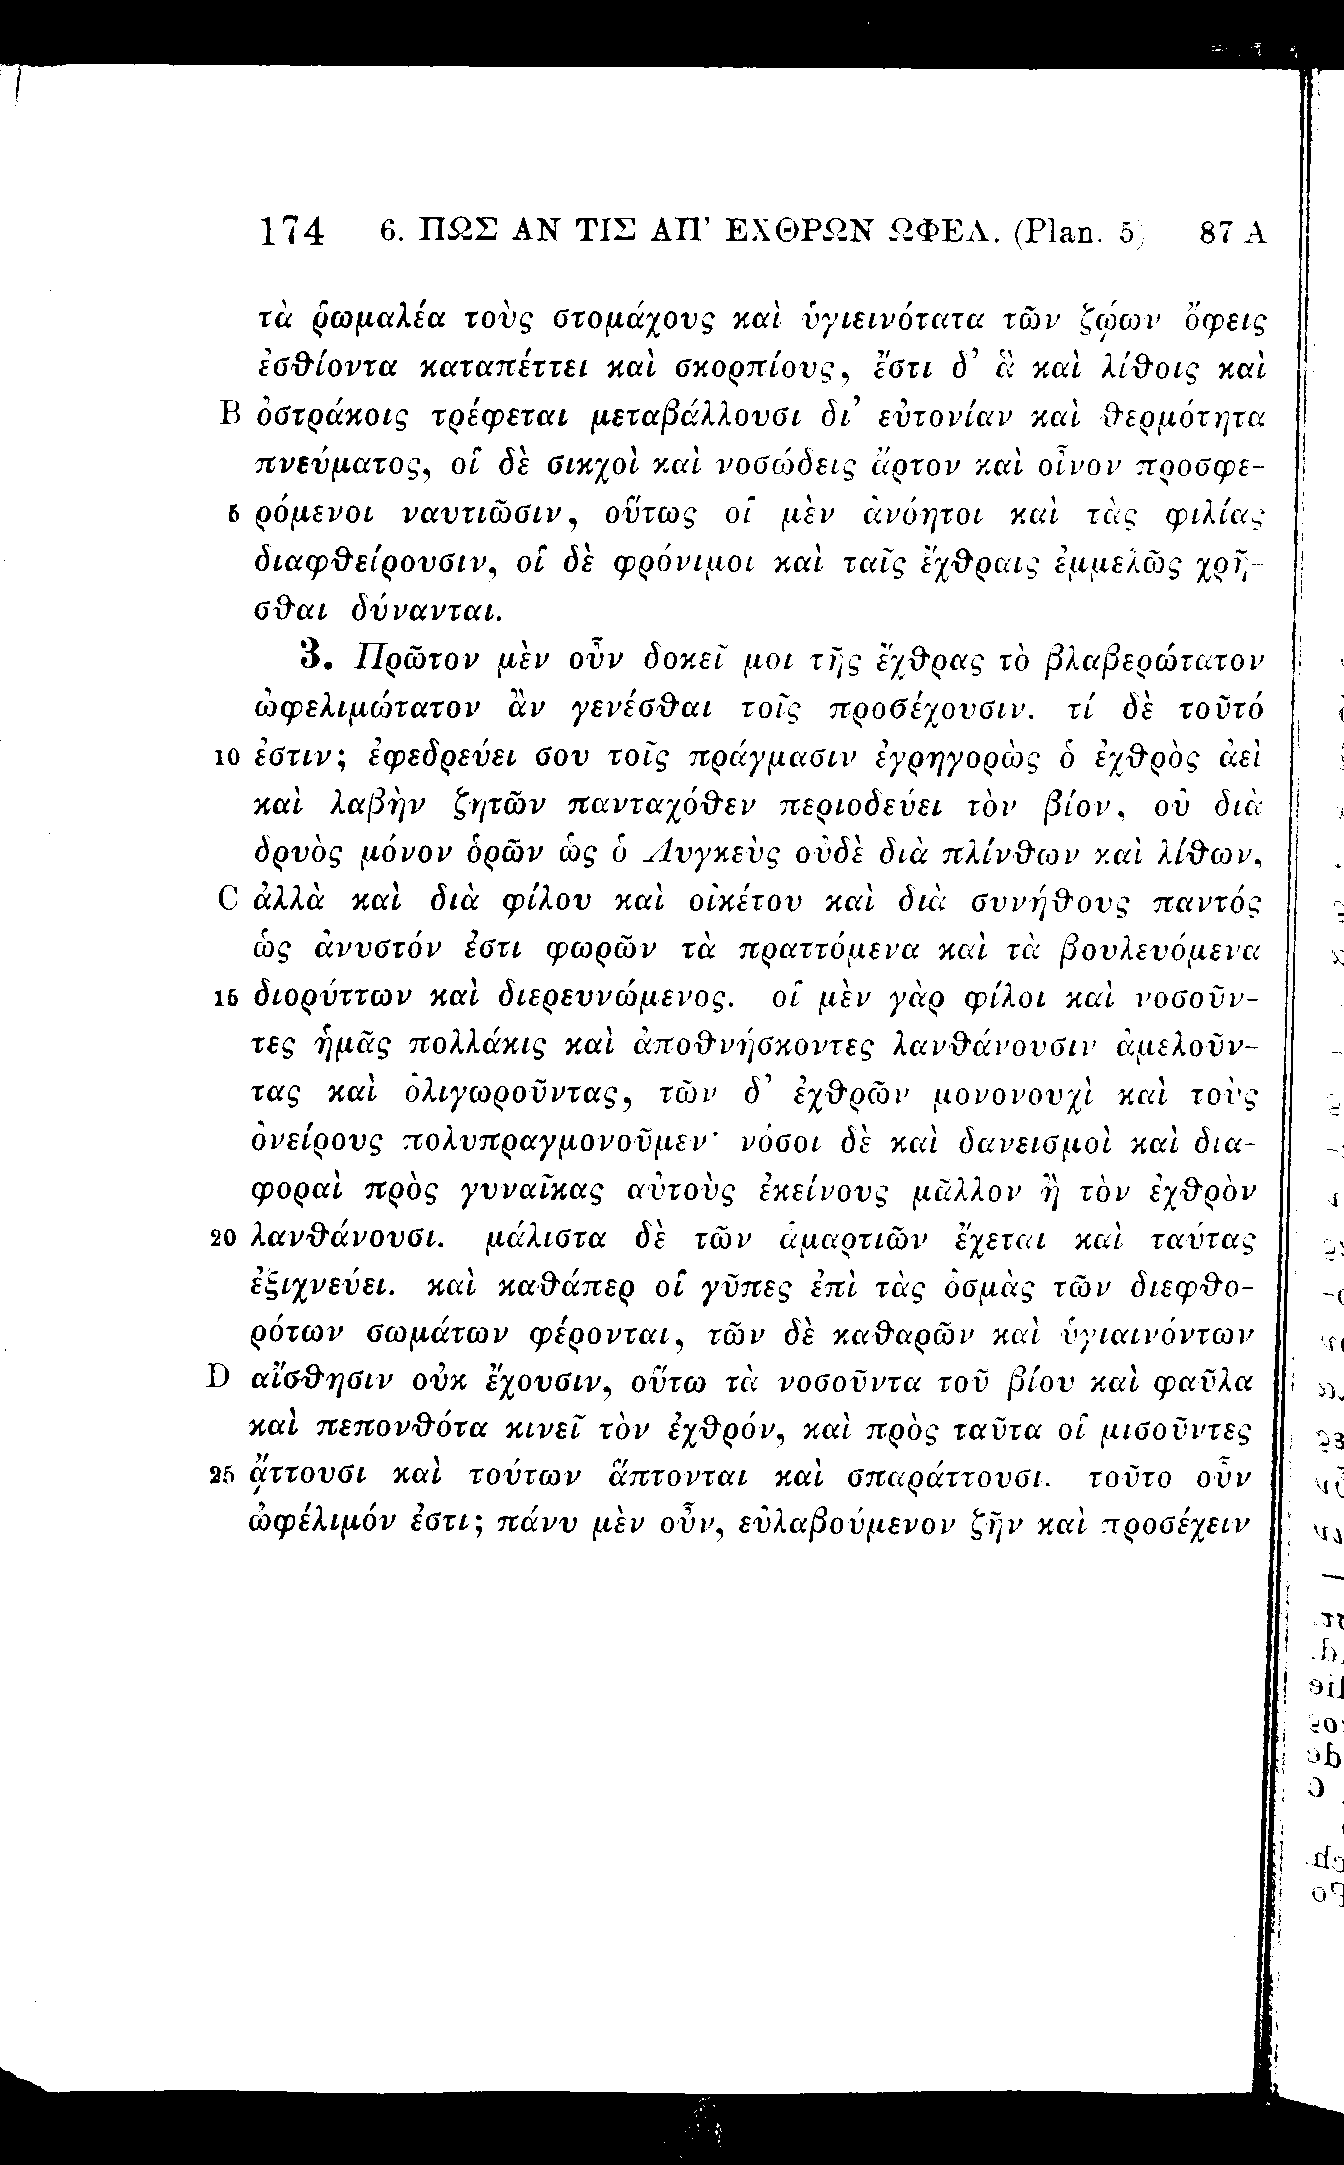 174 6. ΠΩΣ ΑΝ ΤΙΣ ΑΠ’ ΕΧΘΡΩΝ ΩΦΕΛ. (Plan. 5) 87 A
τὰ ῥωμαλέα τοὺς στομάχους καὶ ὑγιεινότατα τῶν ζῴων ὄφεις
ἐσθίοντα καταπέττει καὶ σκορπίους, ἔστι δ’ ἃ καὶ λίθοις καὶ
B ὀστράκοις τρέφεται μεταβάλλουσι δι’ εὐτονίαν καὶ θερμότητα
πνεύματος, οἱ δὲ σικχοὶ καὶ νοσώδεις ἄρτον καὶ οἶνον προσφε-
5 ρόμενοι ναυτιῶσιν, οὕτως οἱ μὲν ἀνόητοι καὶ τὰς φιλίας
διαφθείρουσιν, οἱ δὲ φρόνιμοι καὶ ταῖς ἔχθραις ἐμμελῶς χρῆ-
σθαι δύνανται.
3. Πρῶτον μὲν οὖν δοκεῖ μοι τῆς ἔχθρας τὸ βλαβερώτατον
ὠφελιμώτατον ἂν γενέσθαι τοῖς προσέχουσιν. τί δὲ τοῦτό
10 ἐστιν; ἐφεδρεύει σου τοῖς πράγμασιν ἐγρηγορὼς ὁ ἐχθρὸς ἀεὶ
καὶ λαβὴν ζητῶν πανταχόθεν περιοδεύει τὸν βίον, οὐ διὰ
δρυὸς μόνον ὁρῶν ὡς ὁ Λυγκεὺς οὐδὲ διὰ πλίνθων καὶ λίθων,
C ἀλλὰ καὶ διὰ φίλου καὶ οἰκέτου καὶ διὰ συνήθους παντός
ὡς ἀνυστόν ἐστι φωρῶν τὰ πραττόμενα καὶ τὰ βουλευόμενα
15 διορύττων καὶ διερευνώμενος. οἱ μὲν γὰρ φίλοι καὶ νοσοῦν-
τες ἡμᾶς πολλάκις καὶ ἀποθνήσκοντες λανθάνουσιν ἀμελοῦν-
τας καὶ ὀλιγωροῦντας, τῶν δ’ ἐχθρῶν μονονουχὶ καὶ τοὺς
ὀνείρους πολυπραγμονοῦμεν· νόσοι δὲ καὶ δανεισμοὶ καὶ δια-
φοραὶ πρὸς γυναῖκας αὐτοὺς ἐκείνους μᾶλλον ἢ τὸν ἐχθρὸν
20 λανθάνουσι. μάλιστα δὲ τῶν ἁμαρτιῶν ἔχεται καὶ ταύτας
ἐξιχνεύει. καὶ καθάπερ οἱ γῦπες ἐπὶ τὰς ὀσμὰς τῶν διεφθο-
ρότων σωμάτων φέρονται, τῶν δὲ καθαρῶν καὶ ὑγιαινόντων
D αἴσθησιν οὐκ ἔχουσιν, οὕτω τὰ νοσοῦντα τοῦ βίου καὶ φαῦλα
καὶ πεπονθότα κινεῖ τὸν ἐχθρόν, καὶ πρὸς ταῦτα οἱ μισοῦντες
25 ᾄττουσι καὶ τούτων ἅπτονται καὶ σπαράττουσι. τοῦτο οὖν
ὠφέλιμόν ἐστι; πάνυ μὲν οὖν, εὐλαβούμενον ζῆν καὶ προσέχειν